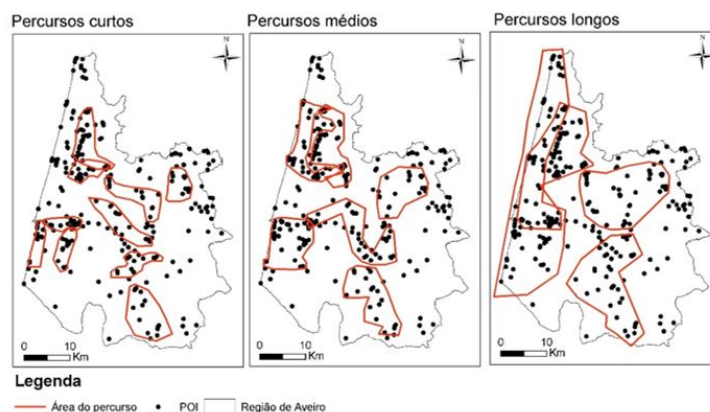 Percursos curtos
Percursos médios
Percursos longos
N
N
N
0 10
Km
0 10
Km
0 10
Km
Legenda
Área do percurso POI Região de Aveiro